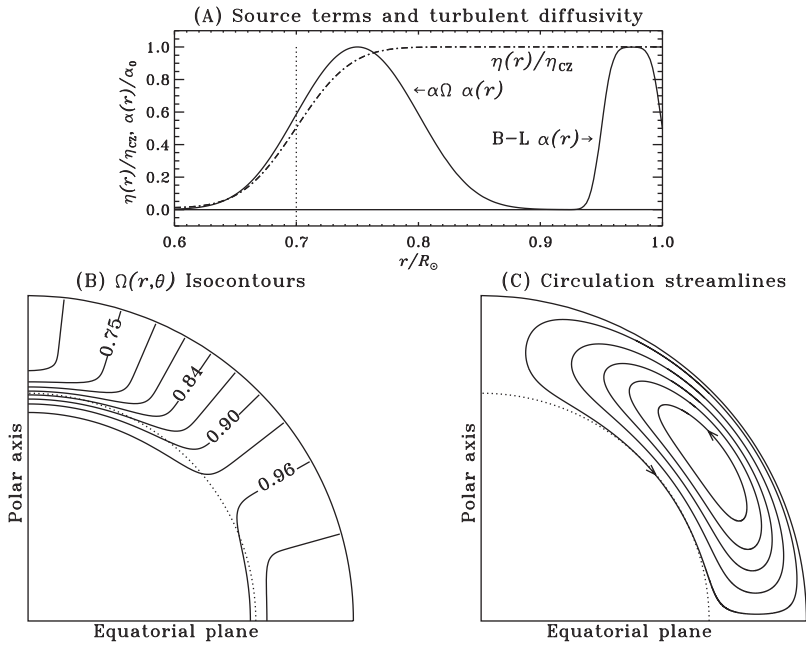 (A) Source terms and turbulent diffusivity
η(r)/η_CZ, α(r)/α_0
1.0
0.8
0.6
0.4
0.2
0.0
η(r)/η_CZ
←αΩ α(r)
B−L α(r)→
0.6 0.7 0.8 0.9 1.0
r/R_⊙
(B) Ω(r,θ) Isocontours
Polar axis
0.75
0.84
0.90
0.96
Equatorial plane
(C) Circulation streamlines
Polar axis
Equatorial plane